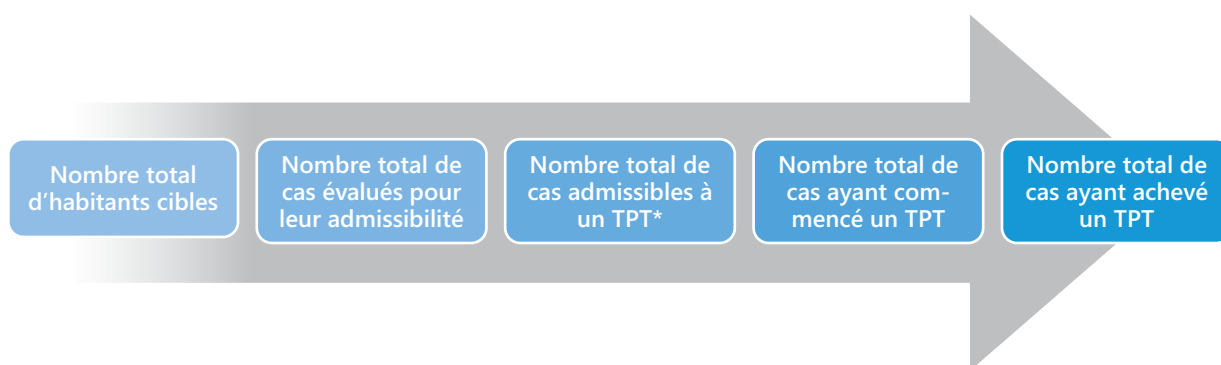 Nombre total
d'habitants cibles
Nombre total de
cas évalués pour
leur admissibilité
Nombre total de
cas admissibles à
un TPT*
Nombre total de
cas ayant com-
mencé un TPT
Nombre total de
cas ayant achevé
un TPT